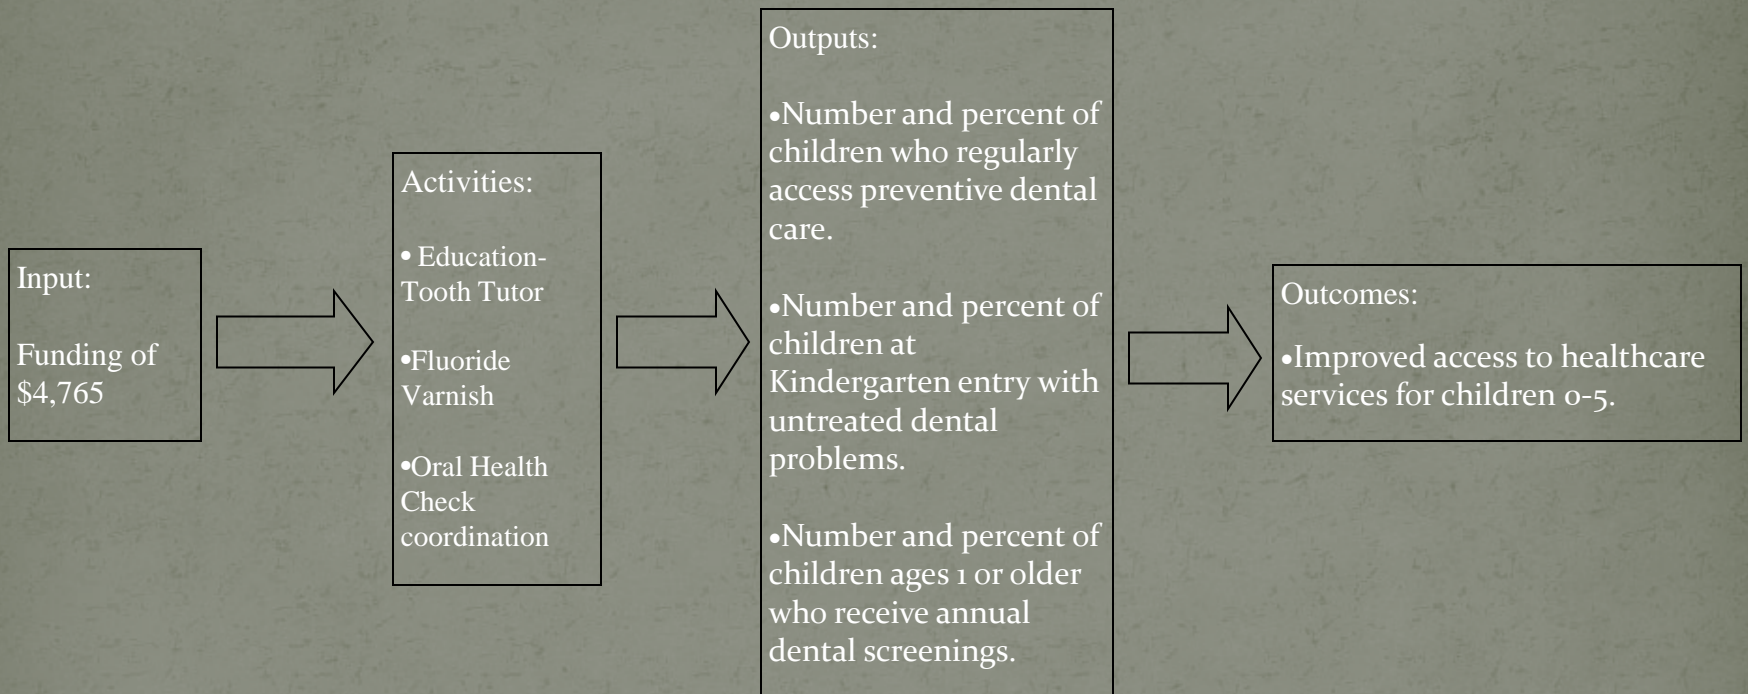 Input:
Funding of
$4,765
Activities:
• Education-
Tooth Tutor
•Fluoride
Varnish
•Oral Health
Check
coordination
Outputs:
•Number and percent of
children who regularly
access preventive dental
care.
•Number and percent of
children at
Kindergarten entry with
untreated dental
problems.
•Number and percent of
children ages 1 or older
who receive annual
dental screenings.
Outcomes:
•Improved access to healthcare
services for children 0-5.